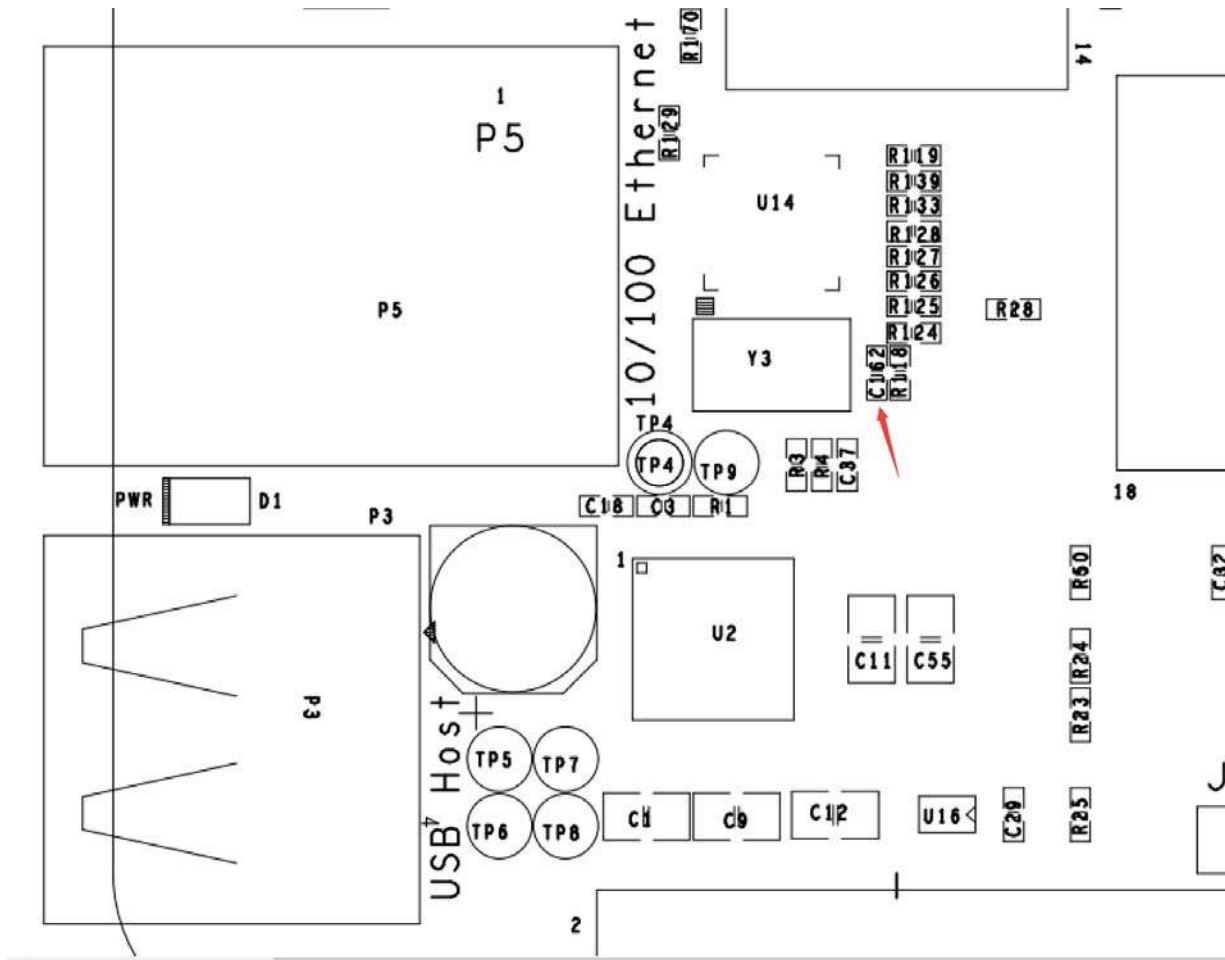 R170
14
1
P5
10/100 Ethernet
R129
U14
R119
R139
R133
R128
R127
R126
R125
R124
R28
P5
Y3
C162
R118
TP4
TP4
TP9
R3
R4
C37
18
PWR
D1
C18
C3
R1
P3
1
U2
C11
C55
R60
R24
R23
P3
USB Host
4
TP5
TP7
TP6
TP8
C1
C9
C12
U16
C29
R25
J
2